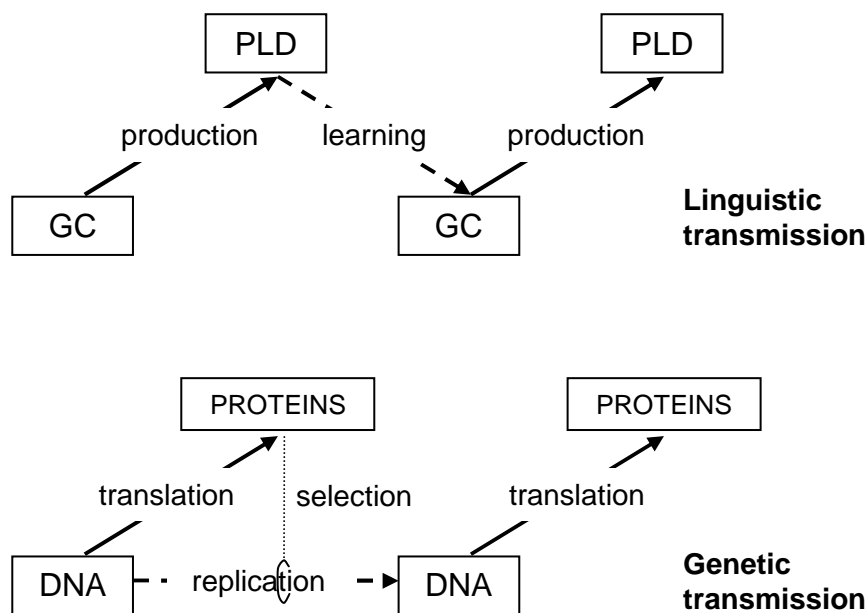 PLD PLD
production learning production
GC GC
Linguistic
transmission
PROTEINS PROTEINS
translation selection translation
DNA replication DNA
Genetic
transmission